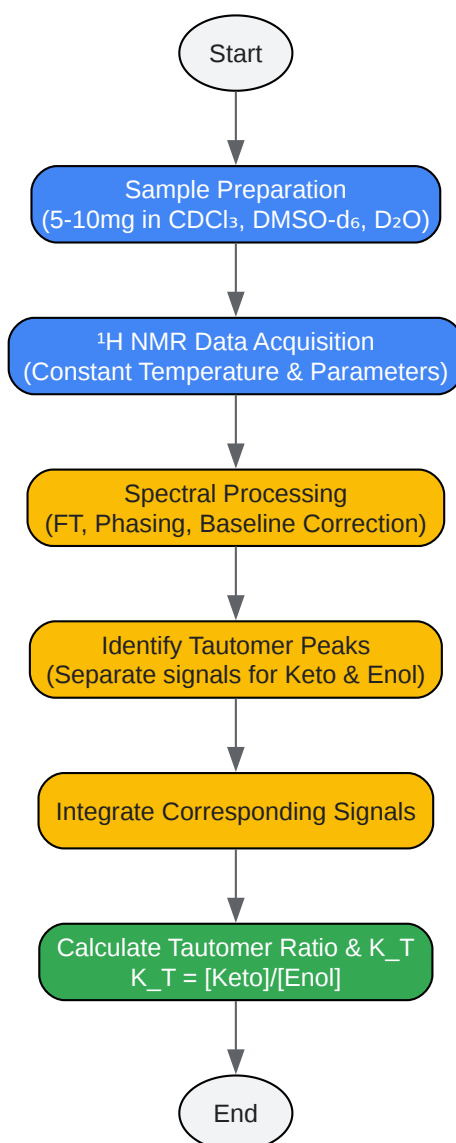 Start
Sample Preparation
(5-10mg in CDCl₃, DMSO-d₆, D₂O)
¹H NMR Data Acquisition
(Constant Temperature & Parameters)
Spectral Processing
(FT, Phasing, Baseline Correction)
Identify Tautomer Peaks
(Separate signals for Keto & Enol)
Integrate Corresponding Signals
Calculate Tautomer Ratio & K_T
K_T = [Keto]/[Enol]
End